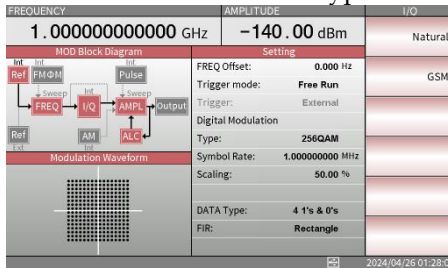 FREQUENCY AMPLITUDE I/O
1.000000000000 GHz -140.00 dBm
MOD Block Diagram Setting
Natural
GSM
Int Int Int
Ref FMΦM Pulse
Sweep Int Sweep
FREQ I/Q AMPL Output
Ref AM ALC
Ext Int
FREQ Offset: 0.000 Hz
Trigger mode: Free Run
Trigger: External
Digital Modulation
Type: 256QAM
Symbol Rate: 1.000000000 MHz
Scaling: 50.00 %
DATA Type: 4 1's & 0's
FIR: Rectangle
Modulation Waveform
2024/04/26 01:28: